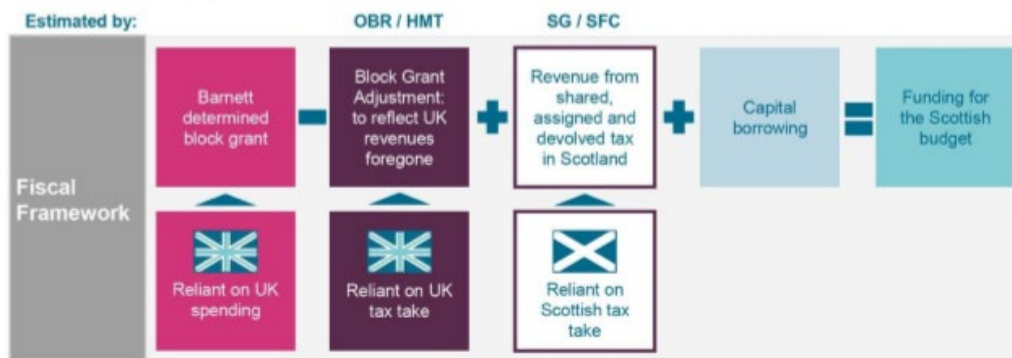 Estimated by:
OBR / HMT
SG / SFC
Fiscal
Framework
Barnett
determined
block grant
Block Grant
Adjustment:
to reflect UK
revenues
foregone
Revenue from
shared,
assigned and
devolved tax
in Scotland
Capital
borrowing
Funding for
the Scottish
budget
Reliant on UK
spending
Reliant on UK
tax take
Reliant on
Scottish tax
take